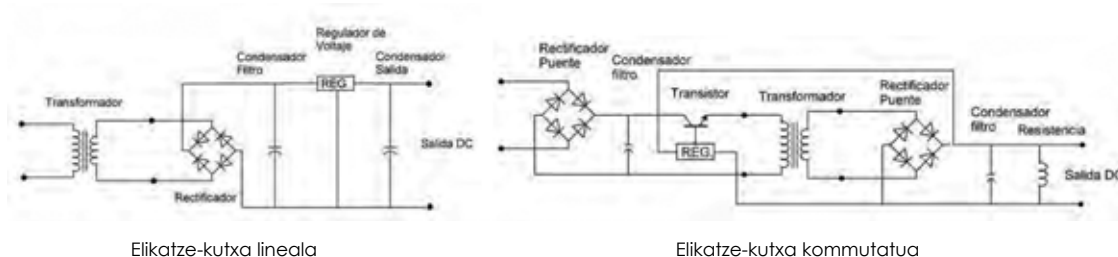 Transformador
Rectificador
Condensador
Filtro
Regulador de
Voltaje
REG
Condensador
Salida
Salida DC
Elikatze-kutxa lineala
Rectificador
Puente
Condensador
filtro
Transistor
REG
Transformador
Rectificador
Puente
Condensador
filtro
Resistencia
Salida DC
Elikatze-kutxa kommutatua